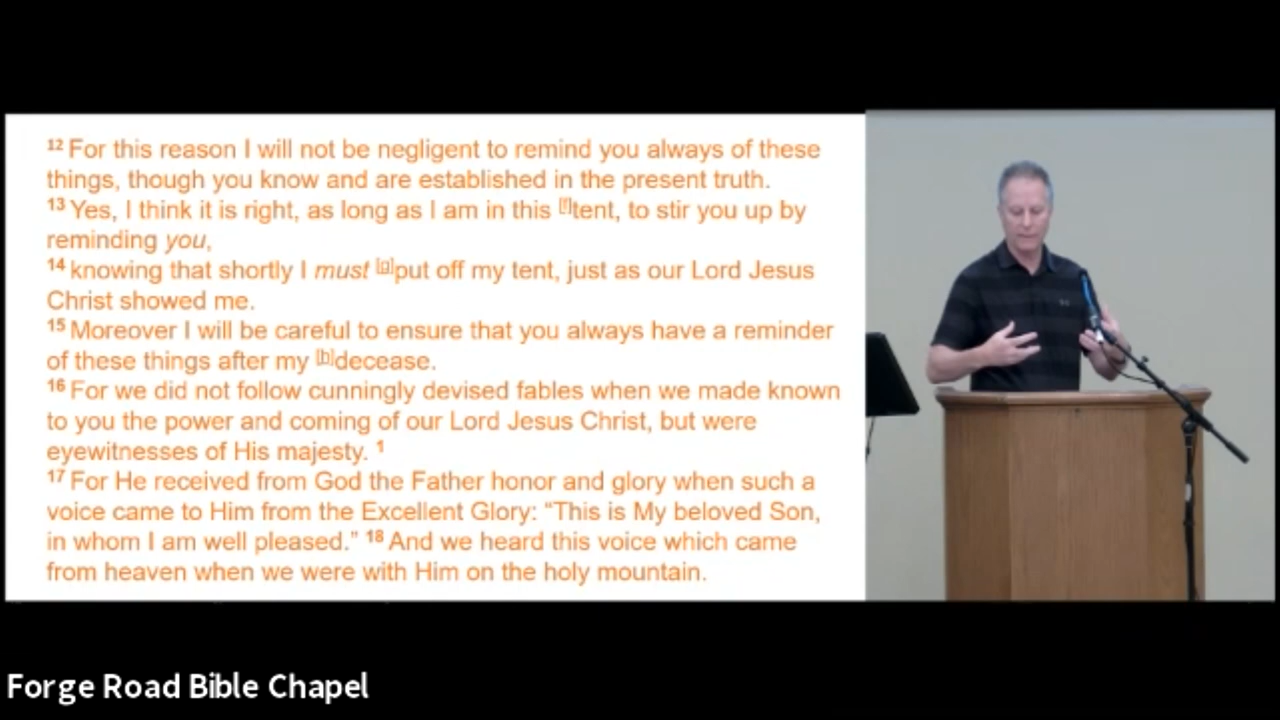 12 For this reason I will not be negligent to remind you always of these
things, though you know and are established in the present truth.
13 Yes, I think it is right, as long as I am in this [f]tent, to stir you up by
reminding you,
14 knowing that shortly I must [g]put off my tent, just as our Lord Jesus
Christ showed me.
15 Moreover I will be careful to ensure that you always have a reminder
of these things after my [h]decease.
16 For we did not follow cunningly devised fables when we made known
to you the power and coming of our Lord Jesus Christ, but were
eyewitnesses of His majesty. 1
17 For He received from God the Father honor and glory when such a
voice came to Him from the Excellent Glory: “This is My beloved Son,
in whom I am well pleased.” 18 And we heard this voice which came
from heaven when we were with Him on the holy mountain.
Forge Road Bible Chapel